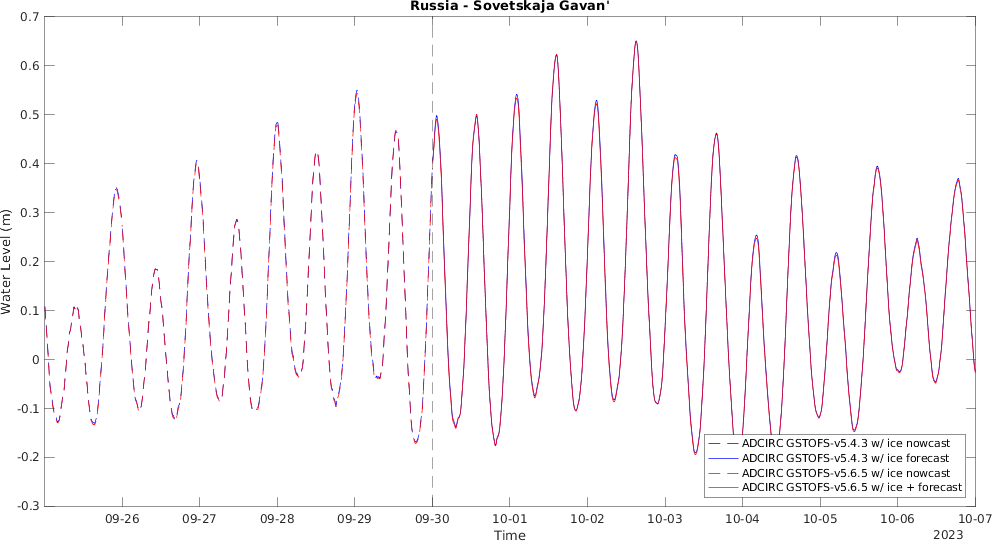 Russia - Sovetskaja Gavan'
0.7
0.6
0.5
0.4
0.3
0.2
0.1
0
-0.1
-0.2
-0.3
Water Level (m)
ADCIRC GSTOFS-v5.4.3 w/ ice nowcast
ADCIRC GSTOFS-v5.4.3 w/ ice forecast
ADCIRC GSTOFS-v5.6.5 w/ ice nowcast
ADCIRC GSTOFS-v5.6.5 w/ ice + forecast
09-26 09-27 09-28 09-29 09-30 10-01 10-02 10-03 10-04 10-05 10-06 10-07
Time
2023